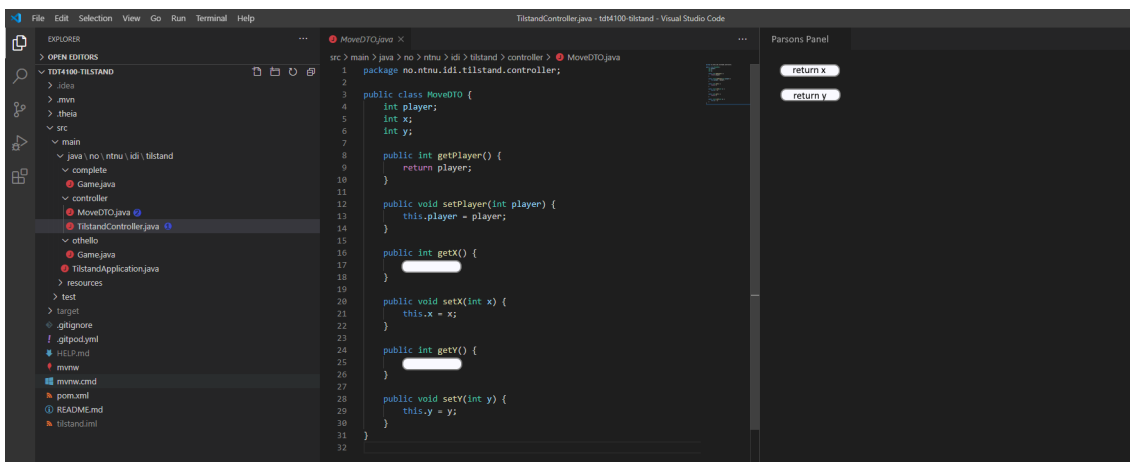 File Edit Selection View Go Run Terminal Help
TilstandController.java - tdt4100-tilstand - Visual Studio Code
EXPLORER
OPEN EDITORS
TDT4100-TILSTAND
.idea
.mvn
.theia
src
main
java \ no \ ntnu \ idi \ tilstand
complete
Game.java
controller
MoveDTO.java
TilstandController.java
othello
Game.java
TilstandApplication.java
resources
test
target
.gitignore
.gitpod.yml
HELP.md
mvnw
mvnw.cmd
pom.xml
README.md
tilstand.iml
MoveDTO.java
src > main > java > no > ntnu > idi > tilstand > controller > MoveDTO.java
1 package no.ntnu.idi.tilstand.controller;
2
3 public class MoveDTO {
4 int player;
5 int x;
6 int y;
7
8 public int getPlayer() {
9 return player;
10 }
11
12 public void setPlayer(int player) {
13 this.player = player;
14 }
15
16 public int getX() {
17
18 }
19
20 public void setX(int x) {
21 this.x = x;
22 }
23
24 public int getY() {
25
26 }
27
28 public void setY(int y) {
29 this.y = y;
30 }
31 }
32
Parsons Panel
return x
return y